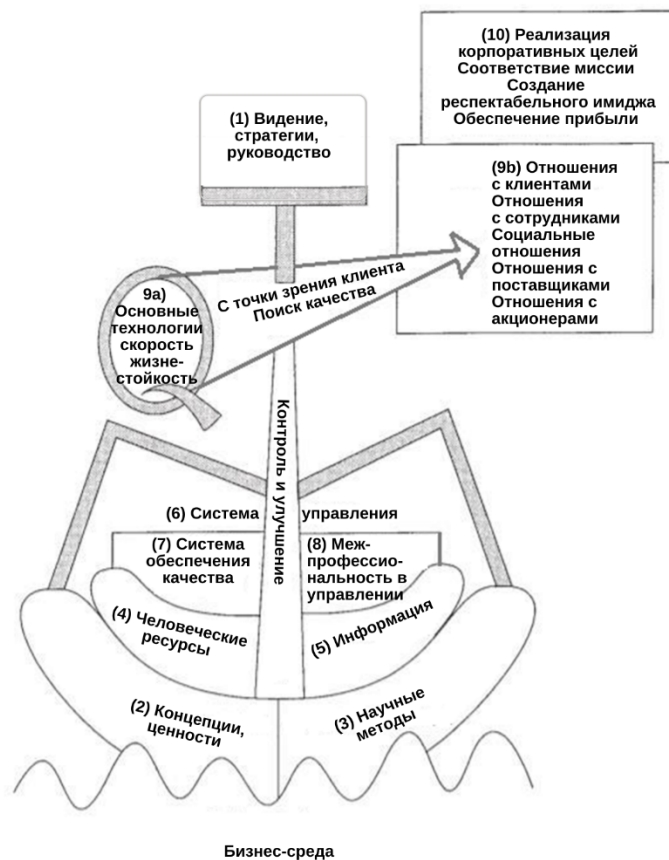 (10) Реализация
корпоративных целей
Соответствие миссии
Создание
респектабельного имиджа
Обеспечение прибыли
(1) Видение,
стратегии,
руководство
(9b) Отношения
с клиентами
Отношения
с сотрудниками
Социальные
отношения
Отношения с
поставщиками
Отношения с
акционерами
С точки зрения клиента
Поиск качества
9a)
Основные
технологии
скорость
жизне-
стойкость
Контроль и улучшение
(6) Система управления
(7) Система
обеспечения
качества
(8) Меж-
профессио-
нальность в
управлении
(4) Человеческие
ресурсы
(5) Информация
(2) Концепции,
ценности
(3) Научные
методы
Бизнес-среда